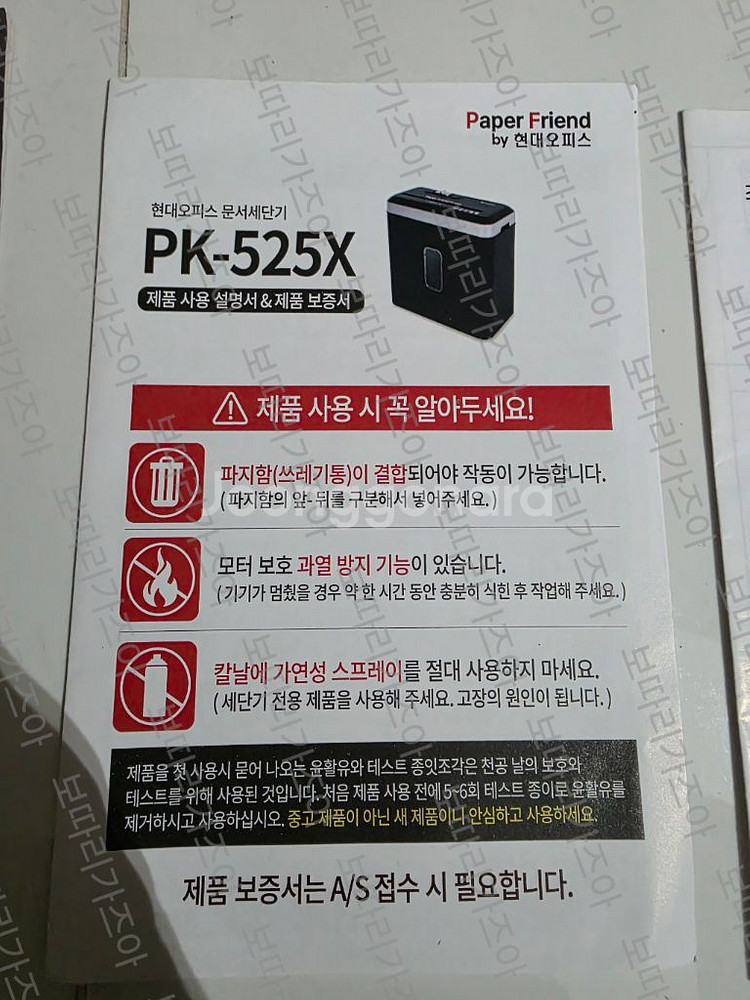 Paper Friend
by 현대오피스
현대오피스 문서세단기
PK-525X
제품 사용 설명서 & 제품 보증서
제품 사용 시 꼭 알아두세요!
파지함(쓰레기통)이 결합되어야 작동이 가능합니다.
( 파지함의 앞- 뒤를 구분해서 넣어주세요. )
모터 보호 과열 방지 기능이 있습니다.
( 기기가 멈췄을 경우 약 한 시간 동안 충분히 식힌 후 작업해 주세요. )
칼날에 가연성 스프레이를 절대 사용하지 마세요.
( 세단기 전용 제품을 사용해 주세요. 고장의 원인이 됩니다. )
제품을 첫 사용시 묻어 나오는 윤활유와 테스트 종잇조각은 천공 날의 보호와
테스트를 위해 사용된 것입니다. 처음 제품 사용 전에 5~6회 테스트 종이로 윤활유를
제거하시고 사용하십시오. 중고 제품이 아닌 새 제품이니 안심하고 사용하세요.
제품 보증서는 A/S 접수 시 필요합니다.
joonggonara
보따리가즈아